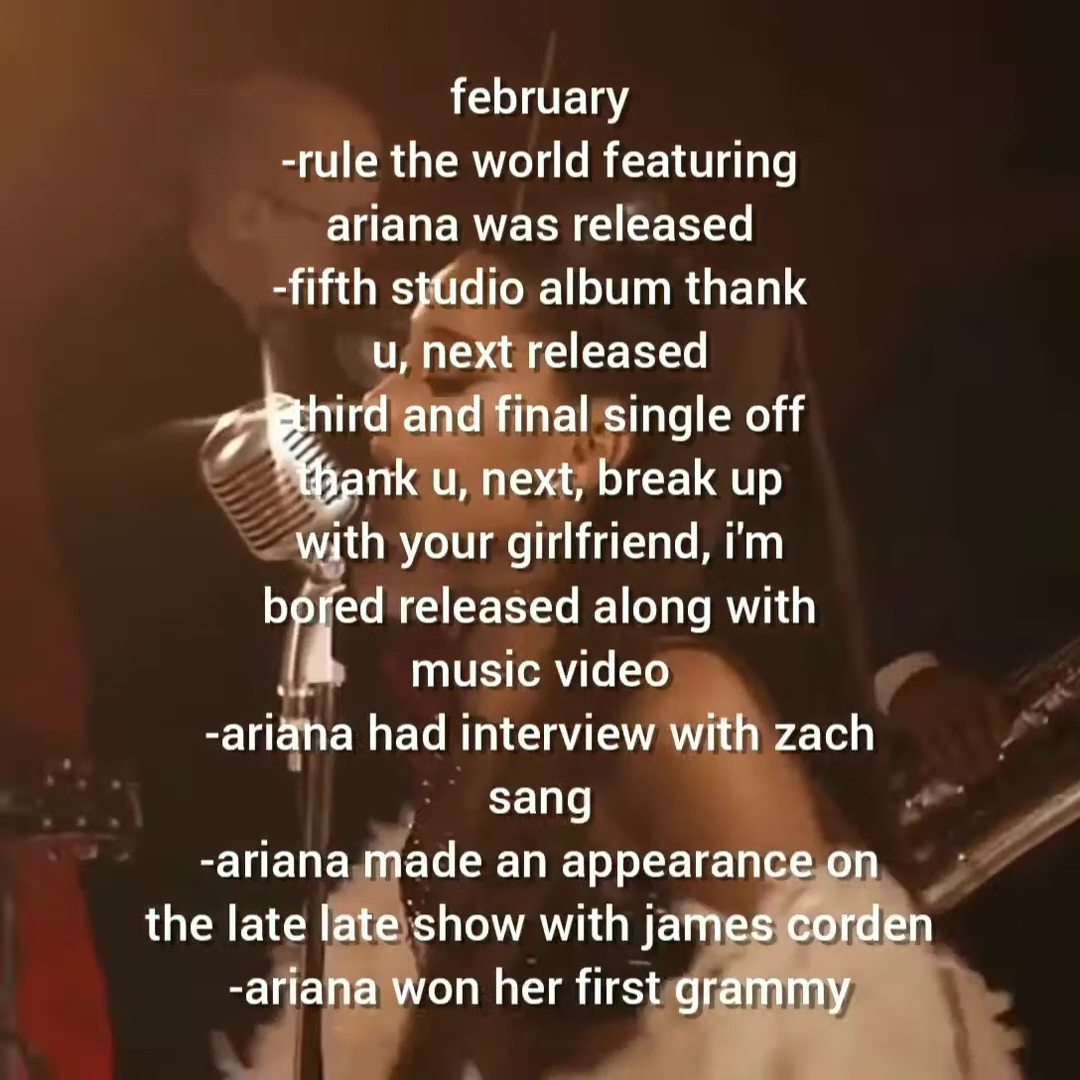 february
-rule the world featuring
ariana was released
-fifth studio album thank
u, next released
-third and final single off
thank u, next, break up
with your girlfriend, i'm
bored released along with
music video
-ariana had interview with zach
sang
-ariana made an appearance on
the late late show with james corden
-ariana won her first grammy